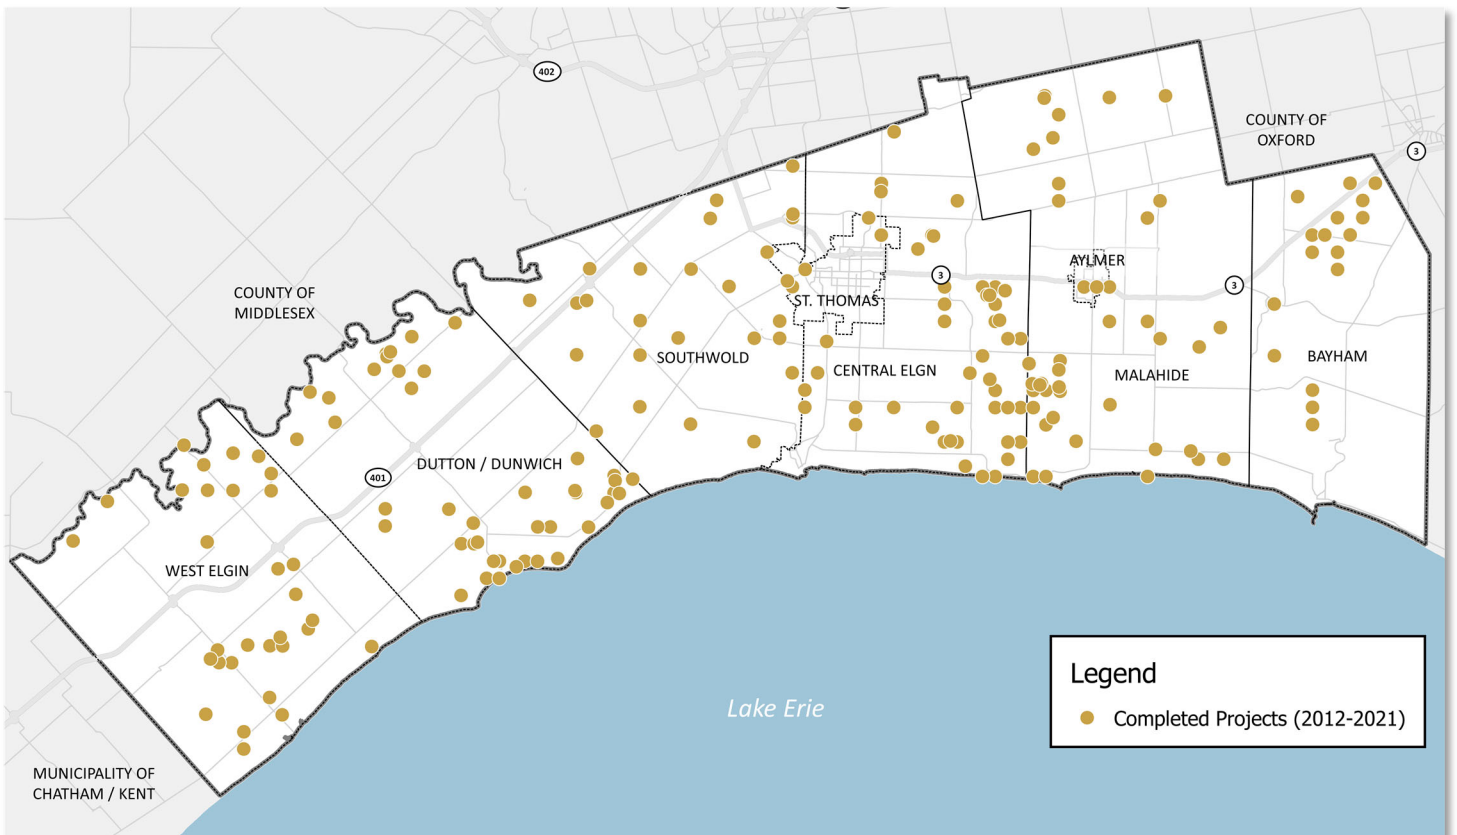 402
COUNTY OF
OXFORD
3
COUNTY OF
MIDDLESEX
AYLMER
3
3
ST. THOMAS
SOUTHWOLD
CENTRAL ELGN
MALAHIDE
BAYHAM
DUTTON / DUNWICH
401
WEST ELGIN
Legend
Completed Projects (2012-2021)
Lake Erie
MUNICIPALITY OF
CHATHAM / KENT